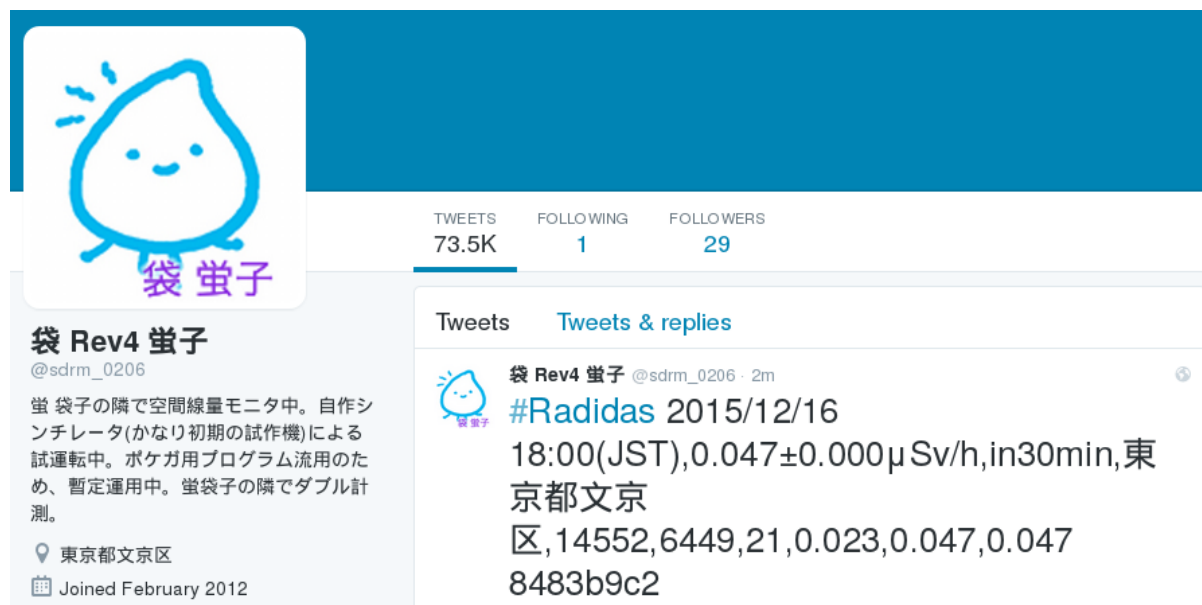 袋 蛍子
袋 Rev4 蛍子
@sdrm_0206
蛍 袋子の隣で空間線量モニタ中。自作シ
ンチレータ(かなり初期の試作機)による
試運転中。ポケガ用プログラム流用のた
め、暫定運用中。蛍袋子の隣でダブル計
測。
東京都文京区
Joined February 2012
TWEETS FOLLOWING FOLLOWERS
73.5K 1 29
Tweets Tweets & replies
袋 蛍子
袋 Rev4 蛍子 @sdrm_0206 · 2m
#Radidas 2015/12/16
18:00(JST),0.047±0.000μSv/h,in30min,東
京都文京
区,14552,6449,21,0.023,0.047,0.047
8483b9c2